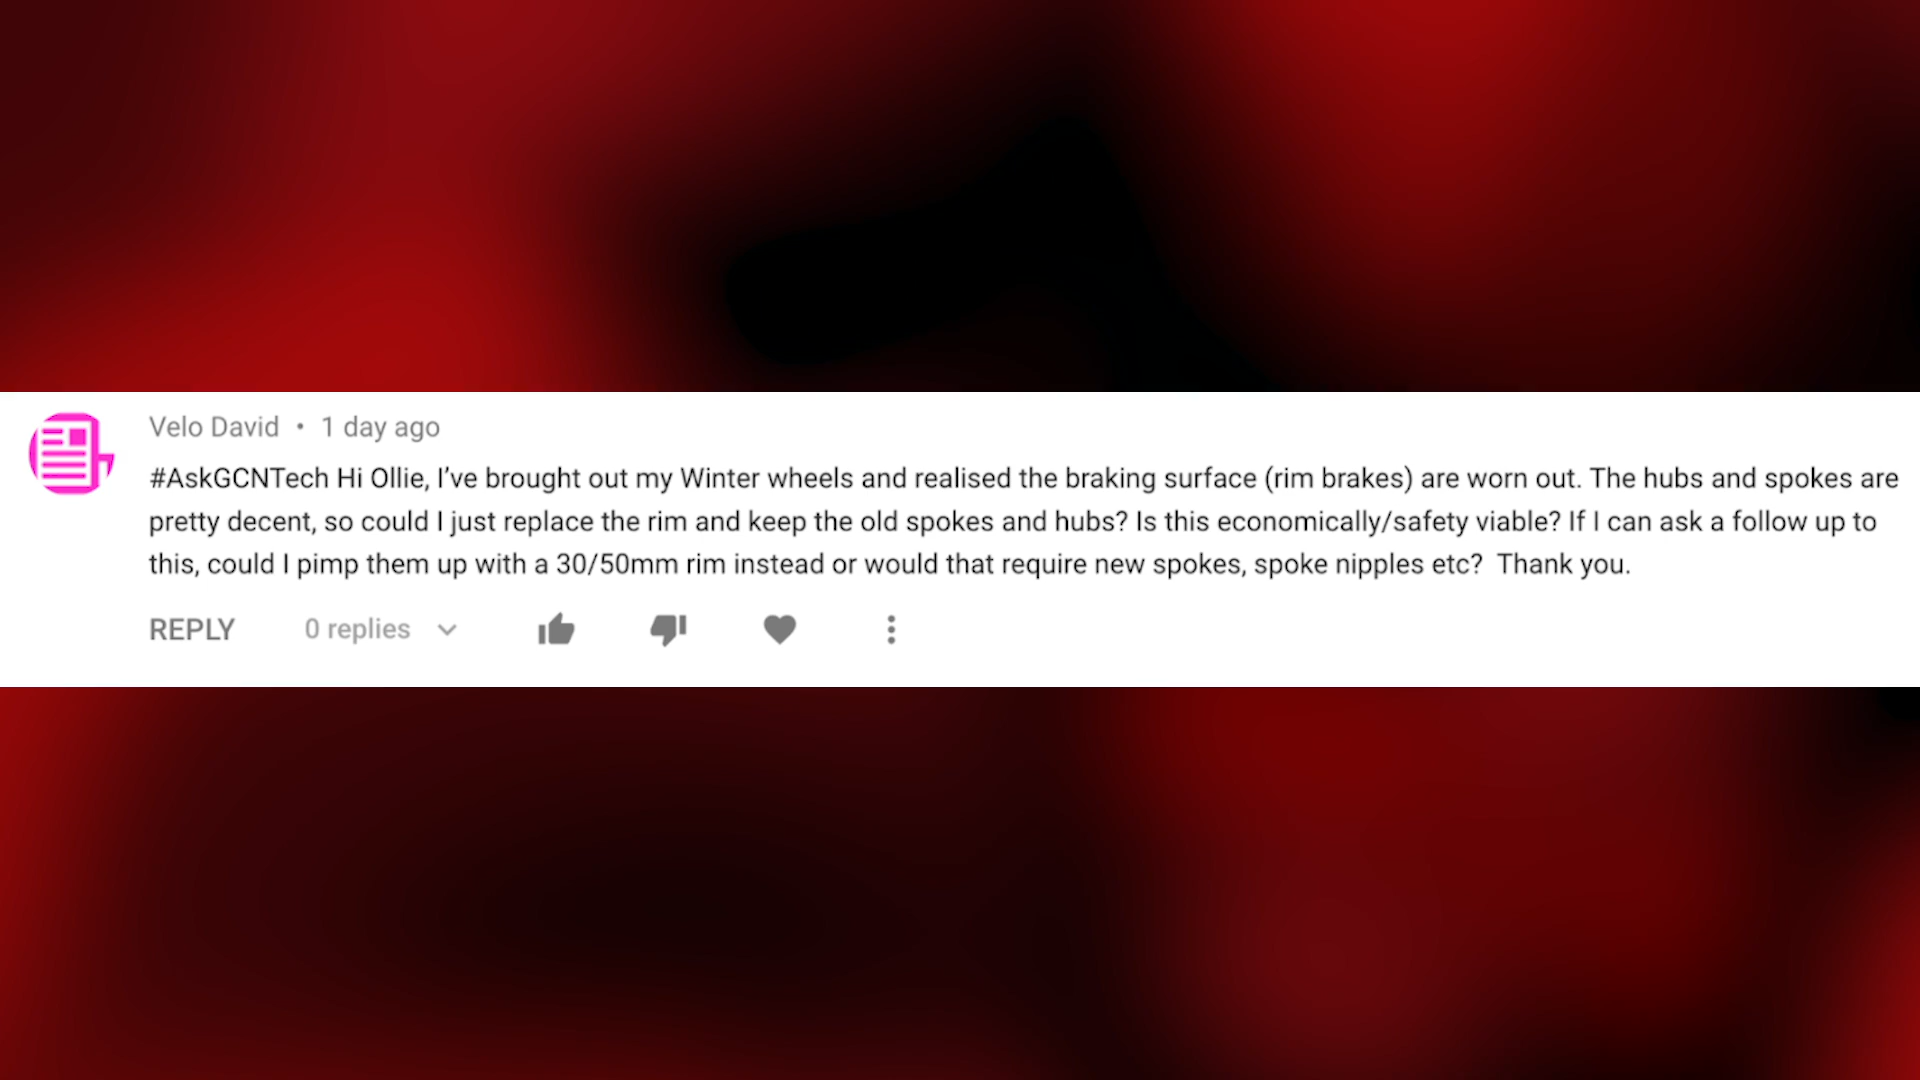 Velo David • 1 day ago
#AskGCNTech Hi Ollie, I’ve brought out my Winter wheels and realised the braking surface (rim brakes) are worn out. The hubs and spokes are
pretty decent, so could I just replace the rim and keep the old spokes and hubs? Is this economically/safety viable? If I can ask a follow up to
this, could I pimp them up with a 30/50mm rim instead or would that require new spokes, spoke nipples etc?  Thank you.
REPLY 0 replies